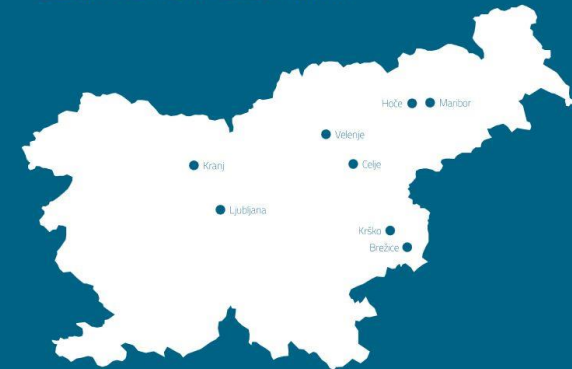 Hoče
Maribor
Velenje
Celje
Kranj
Ljubljana
Krško
Brežice